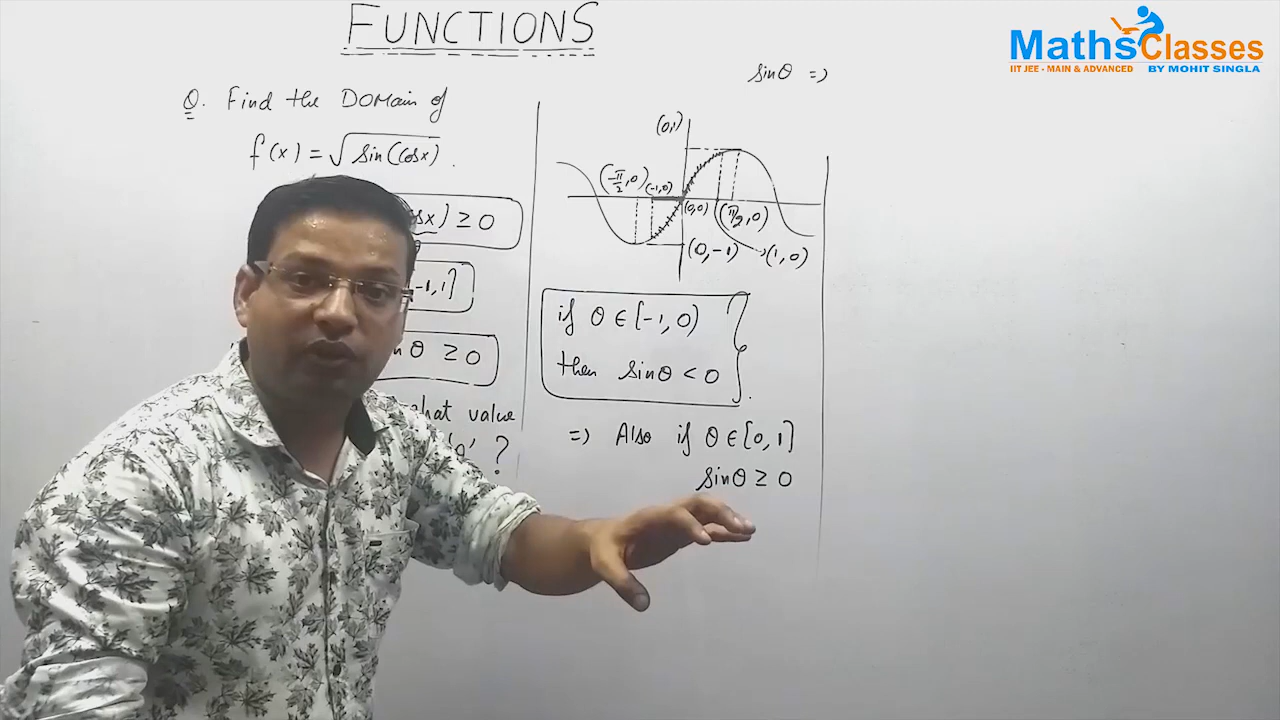 FUNCTIONS
MathsClasses
IIT JEE - MAIN & ADVANCED BY MOHIT SINGLA
Q. Find the DOMain of
f(x) = √sin(cosx).
sx) ≥ 0
-1, 1]
θ ≥ 0
what value
'θ' ?
sinθ =>
(0,1)
(-π/2, 0)
(-1,0)
(0,0)
(π/2, 0)
(0,-1)
(1,0)
if θ ∈ [-1, 0)
then sinθ < 0
=> Also if θ ∈ [0, 1]
sinθ ≥ 0